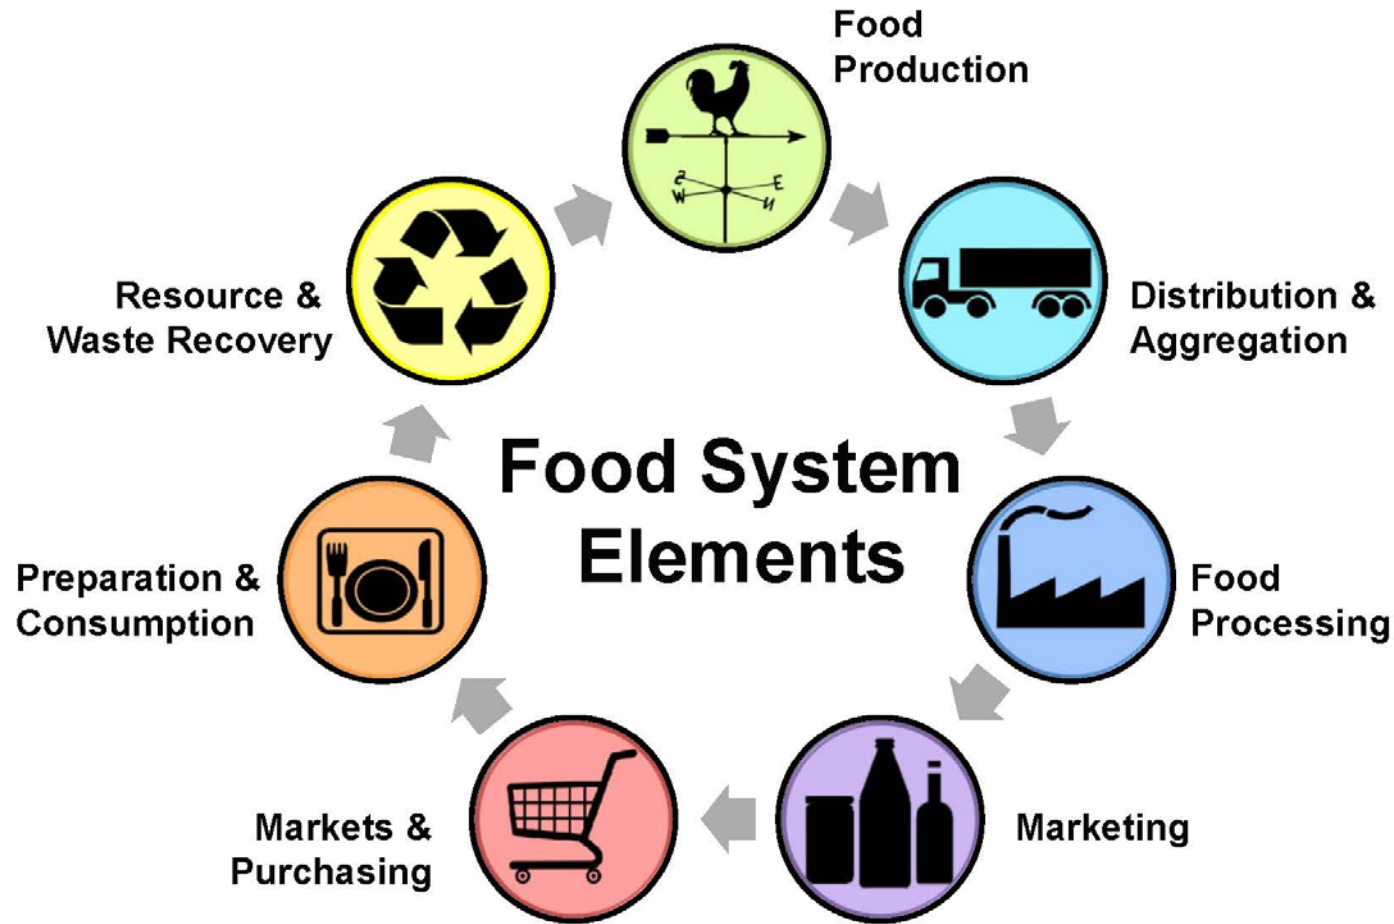 Food
Production
S
E
W
N
Distribution &
Aggregation
Food
Processing
Marketing
Markets &
Purchasing
Preparation &
Consumption
Resource &
Waste Recovery
Food System
Elements